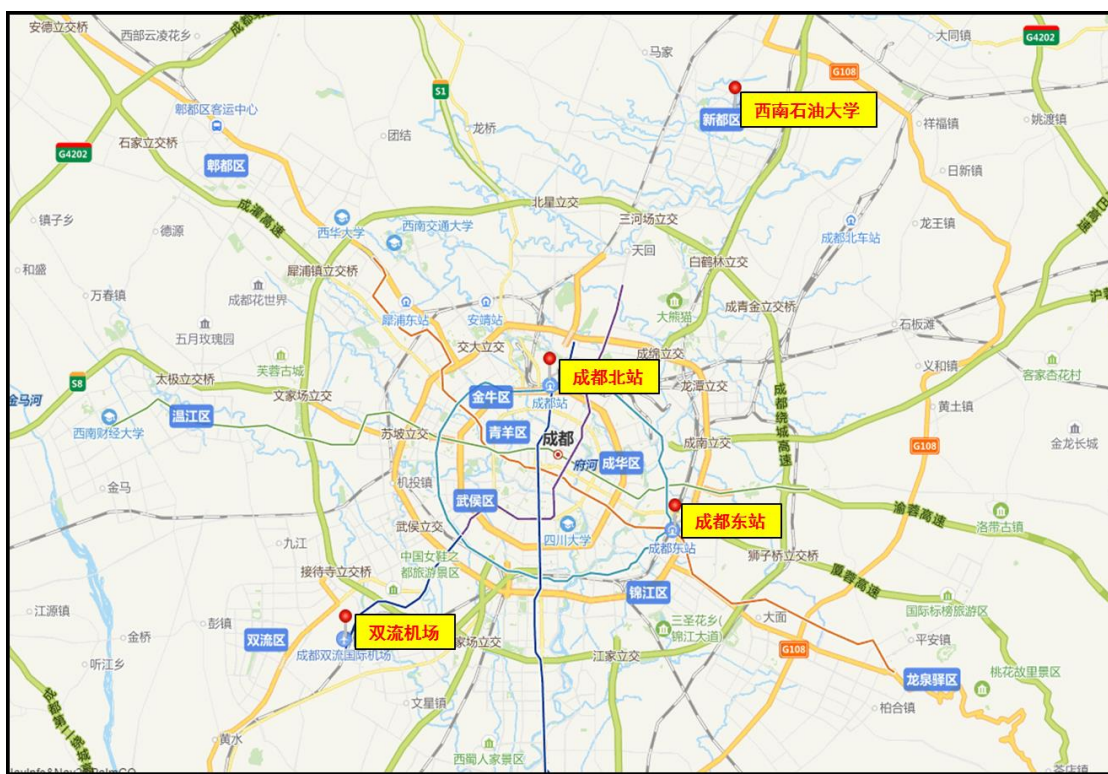 安德立交桥
西部云凌花乡
马家
大同镇
G4202
G108
S1
郫都区客运中心
西南石油大学
新都区
祥福镇
姚渡镇
团结
龙桥
石家立交桥
G4202
郫都区
日新镇
北星立交
镇子乡
德源
成灌高速
西华大学
西南交通大学
三河场立交
龙王镇
成都北车站
天回
白鹤林立交
和盛
犀浦镇立交桥
万春镇
成都花世界
犀浦东站
安靖站
大熊猫
成青金立交桥
五月玫瑰园
交大立交
成绵立交
石板滩
芙蓉古城
成都北站
义和镇
客家杏花村
S8
太极立交桥
文家场立交
金牛区
成都站
龙潭立交
成都绕城高速
金马河
黄土镇
西南财经大学
温江区
苏坡立交
青羊区
成都
成南立交
G108
金龙长城
府河
成华区
金马
机投镇
武侯区
成都东站
渝蓉高速
洛带古镇
武侯立交
四川大学
成都东站
九江
中国女鞋之
都旅游景区
狮子桥立交桥
厦蓉高速
接待寺立交桥
锦江区
国际标榜旅游区
江源镇
彭镇
双流机场
三圣花乡(
锦江大道)
大面
金桥
双流区
家场立交
平安镇
听江乡
成都双流国际机场
江家立交
G108
桃花故里景区
龙泉驿区
文星镇
柏合镇
黄水
西蜀人家景区
茶店镇